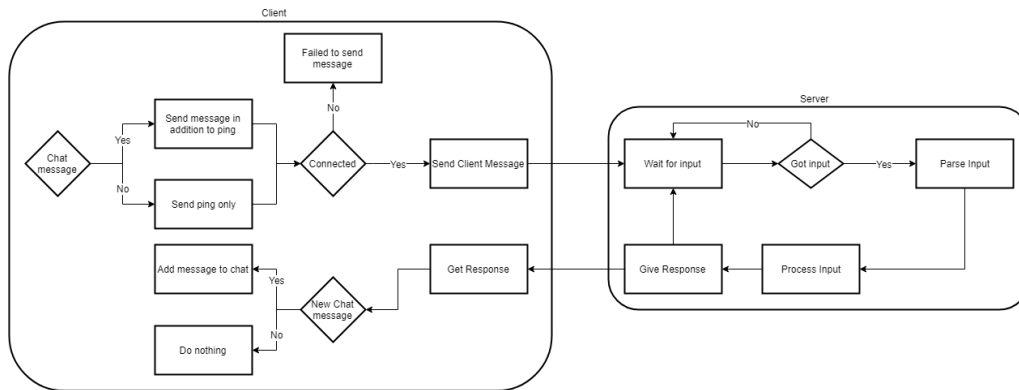 Client
Failed to send
message
Server
No
Send message in
addition to ping
No
Yes
Chat
message
Connected
Yes
Send Client Message
Wait for input
Got input
Yes
Parse Input
No
Send ping only
Add message to chat
Get Response
Give Response
Process Input
Yes
New Chat
message
No
Do nothing